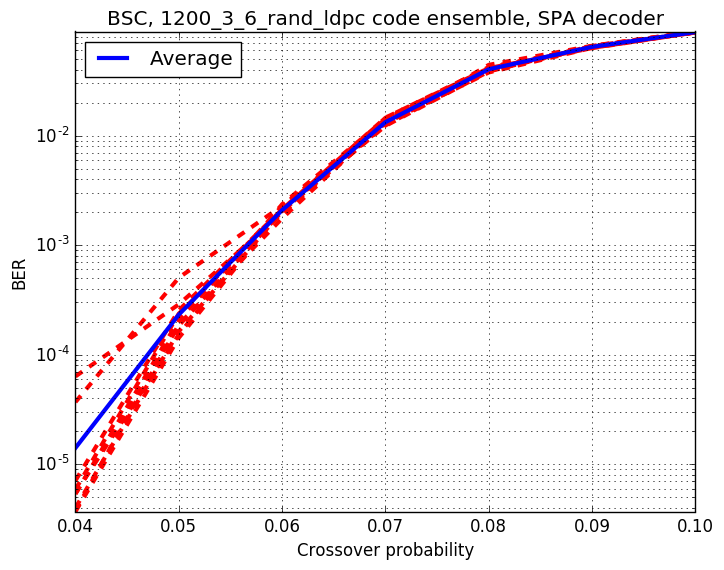 BSC, 1200_3_6_rand_ldpc code ensemble, SPA decoder
Average
10^-2
10^-3
10^-4
10^-5
BER
0.04 0.05 0.06 0.07 0.08 0.09 0.10
Crossover probability